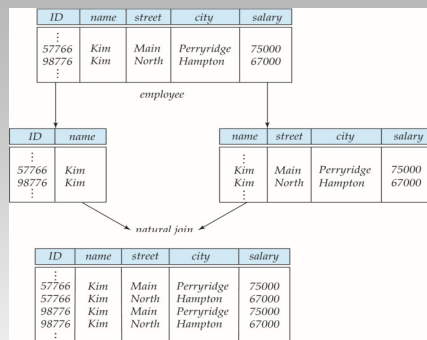 ID name street city salary
⋮
57766 Kim Main Perryridge 75000
98776 Kim North Hampton 67000
⋮
employee
ID name
⋮
57766 Kim
98776 Kim
⋮
name street city salary
⋮
Kim Main Perryridge 75000
Kim North Hampton 67000
⋮
natural join
ID name street city salary
⋮
57766 Kim Main Perryridge 75000
57766 Kim North Hampton 67000
98776 Kim Main Perryridge 75000
98776 Kim North Hampton 67000
⋮